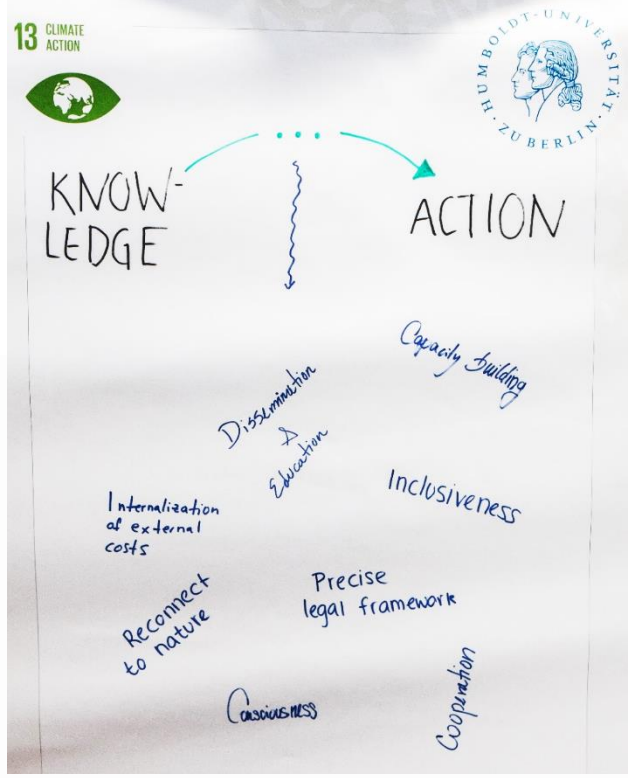 13 CLIMATE
ACTION
HUMBOLDT-UNIVERSITÄT
ZU BERLIN
...
KNOW-
LEDGE
ACTION
Capacity building
Dissemination
&
Education
Inclusiveness
Internalization
of external
costs
Precise
legal framework
Reconnect
to nature
Consciousness
Cooperation